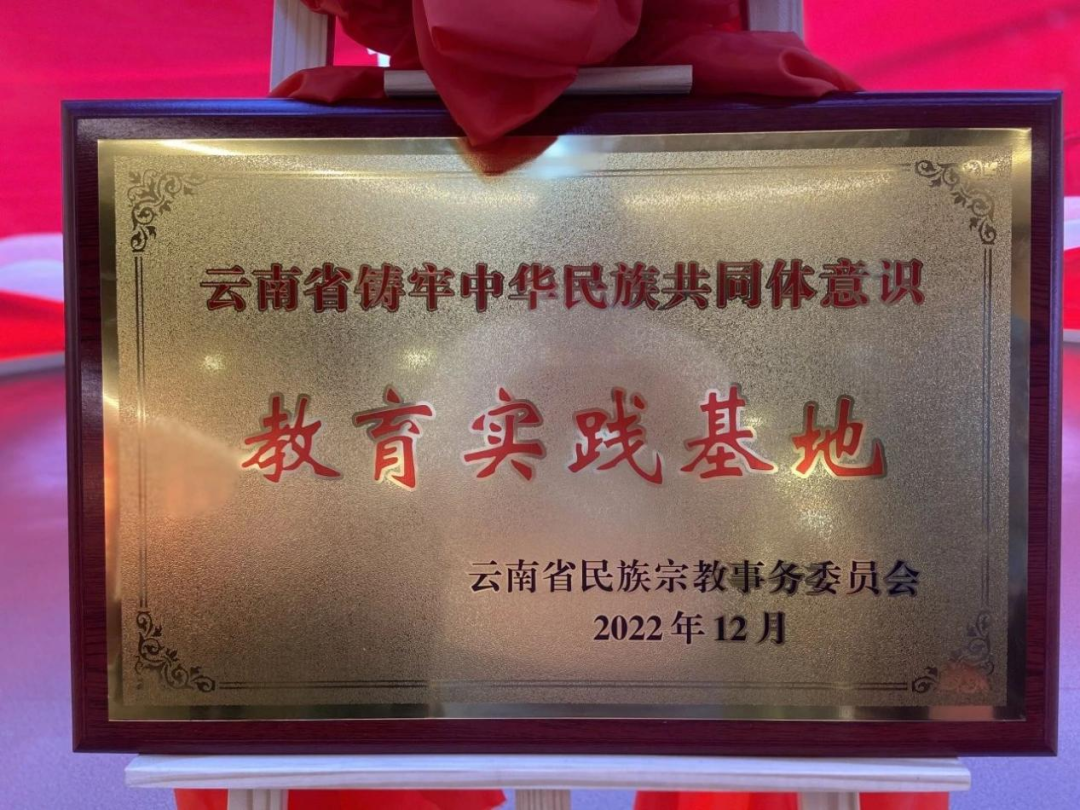 云南省铸牢中华民族共同体意识
教育实践基地
云南省民族宗教事务委员会
2022年12月